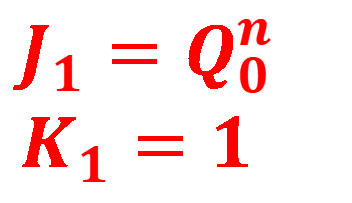 J₁ = Q₀ⁿ
K₁ = 1